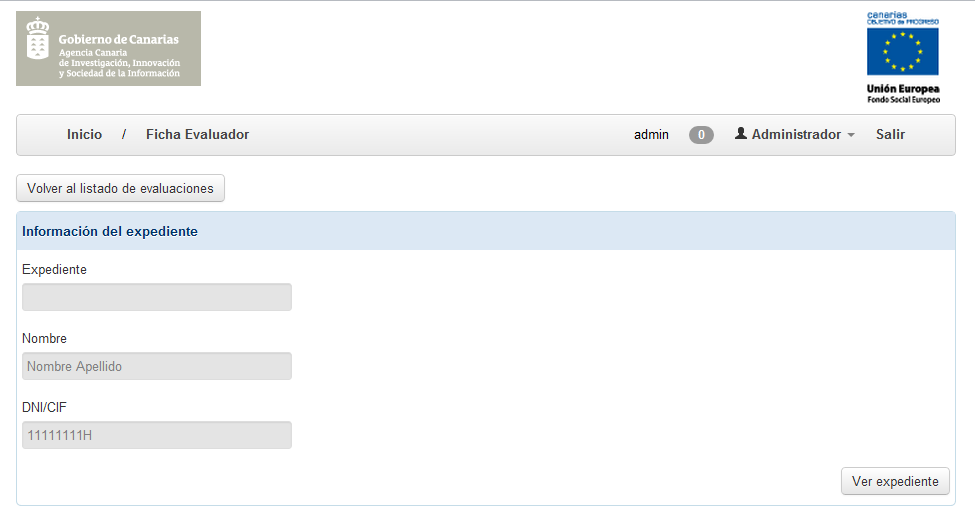 Gobierno de Canarias
Agencia Canaria
de Investigación, Innovación
y Sociedad de la Información
canarias
OBJETIVO DE PROGRESO
Unión Europea
Fondo Social Europeo
Inicio / Ficha Evaluador admin 0 Administrador Salir
Volver al listado de evaluaciones
Información del expediente
Expediente
Nombre
Nombre Apellido
DNI/CIF
11111111H
Ver expediente